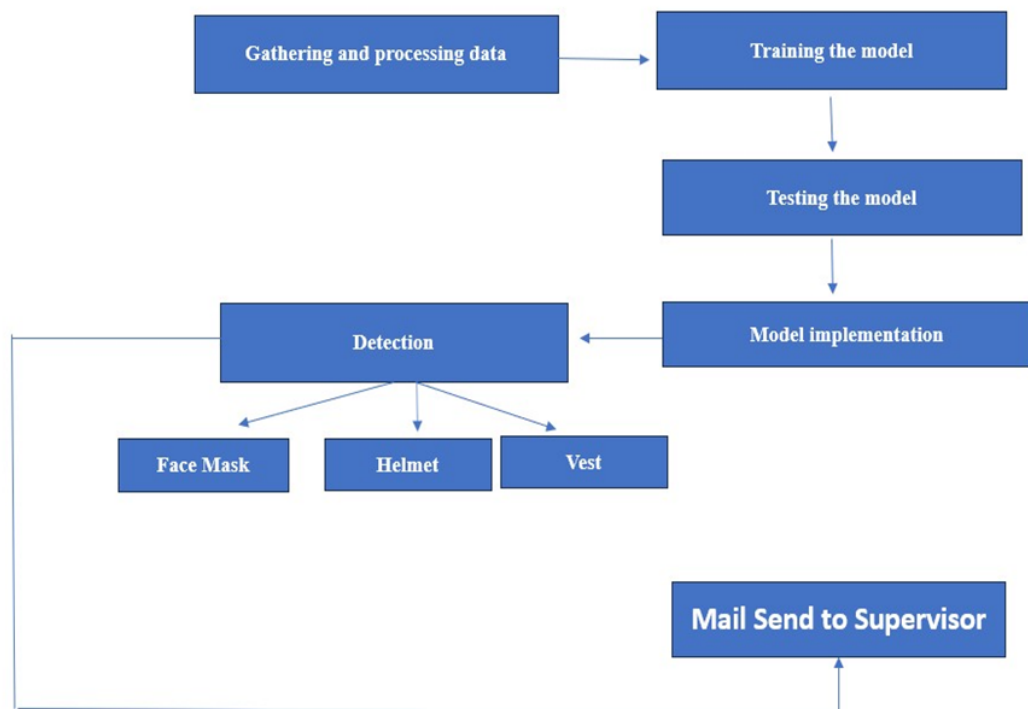 Gathering and processing data
Training the model
Testing the model
Model implementation
Detection
Face Mask
Helmet
Vest
Mail Send to Supervisor